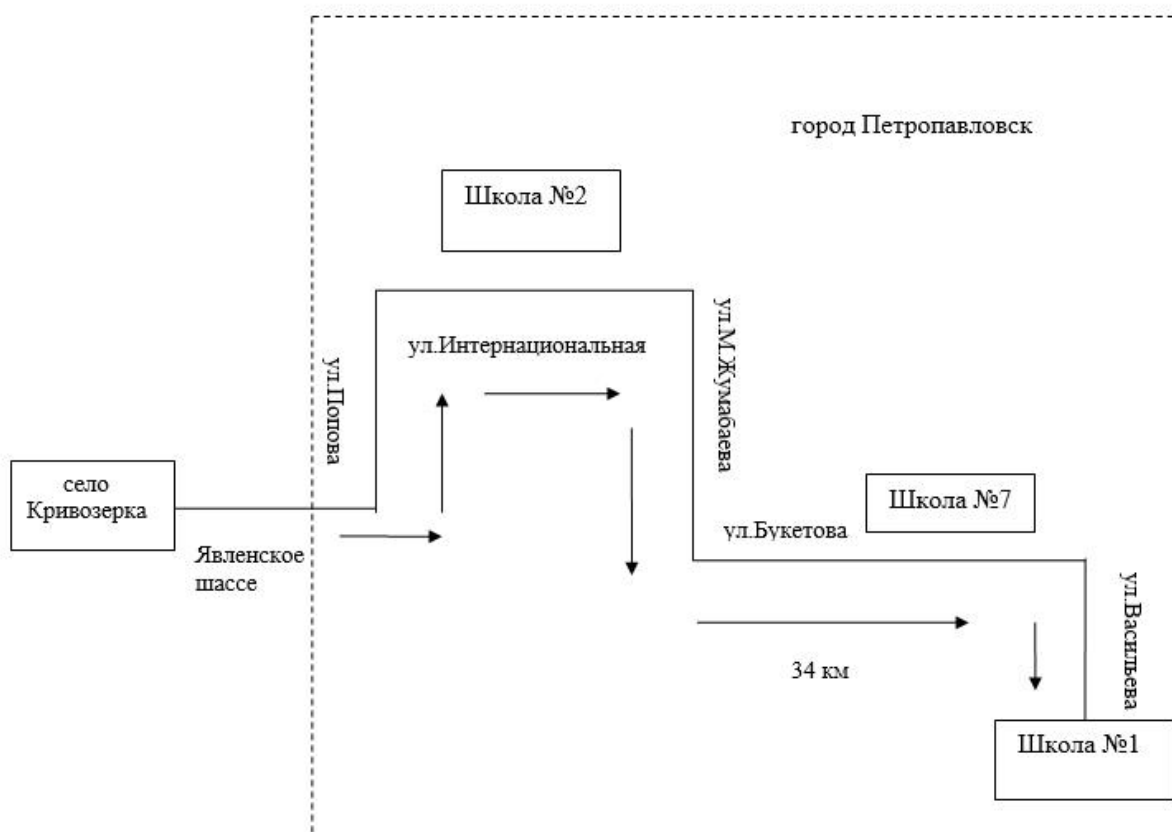 город Петропавловск
Школа №2
ул.Интернациональная
ул.Попова
ул.М.Жумабаева
село
Кривозерка
Явленское
шассе
Школа №7
ул.Букетова
ул.Васильева
34 км
Школа №1